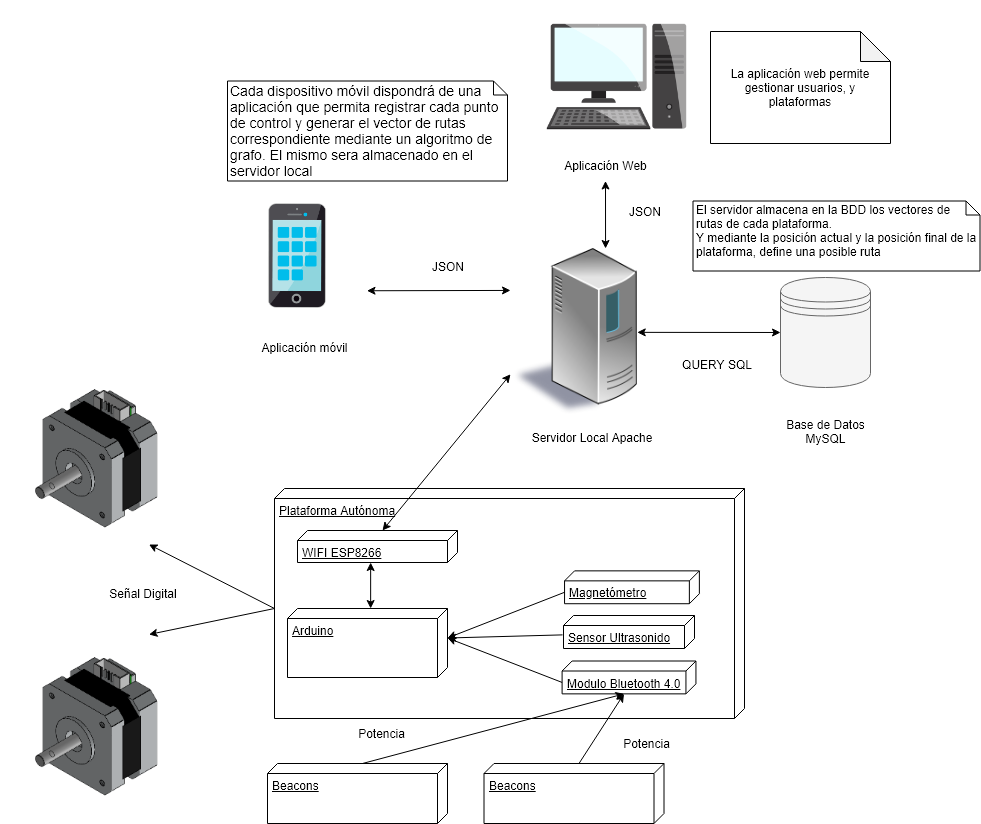 La aplicación web permite
gestionar usuarios, y
plataformas
Cada dispositivo móvil dispondrá de una
aplicación que permita registrar cada punto
de control y generar el vector de rutas
correspondiente mediante un algoritmo de
grafo. El mismo sera almacenado en el
servidor local
Aplicación Web
JSON
El servidor almacena en la BDD los vectores de
rutas de cada plataforma.
Y mediante la posición actual y la posición final de la
plataforma, define una posible ruta
JSON
Aplicación móvil
QUERY SQL
Servidor Local Apache
Base de Datos
MySQL
Plataforma Autónoma
WIFI ESP8266
Magnetómetro
Señal Digital
Arduino
Sensor Ultrasonido
Modulo Bluetooth 4.0
Potencia
Potencia
Beacons
Beacons